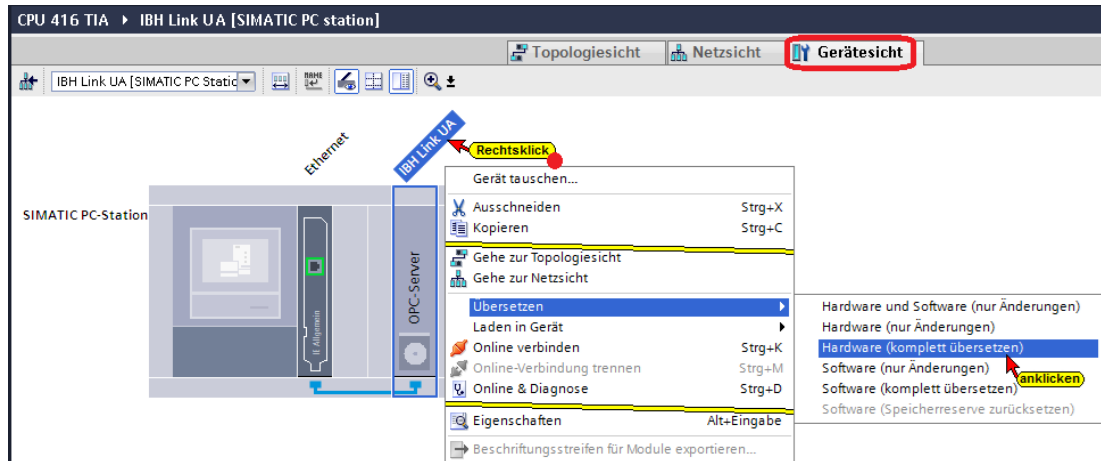 CPU 416 TIA ▸ IBH Link UA [SIMATIC PC station]
Topologiesicht Netzsicht Gerätesicht
IBH Link UA [SIMATIC PC Static
Ethernet
IBH Link UA
Rechtsklick
SIMATIC PC-Station
IE Allgemein
OPC-Server
Gerät tauschen...
Ausschneiden Strg+X
Kopieren Strg+C
Gehe zur Topologiesicht
Gehe zur Netzsicht
Übersetzen
Laden in Gerät
Online verbinden Strg+K
Online-Verbindung trennen Strg+M
Online & Diagnose Strg+D
Eigenschaften Alt+Eingabe
Beschriftungsstreifen für Module exportieren...
Hardware und Software (nur Änderungen)
Hardware (nur Änderungen)
Hardware (komplett übersetzen)
Software (nur Änderungen)
anklicken
Software (komplett übersetzen)
Software (Speicherreserve zurücksetzen)